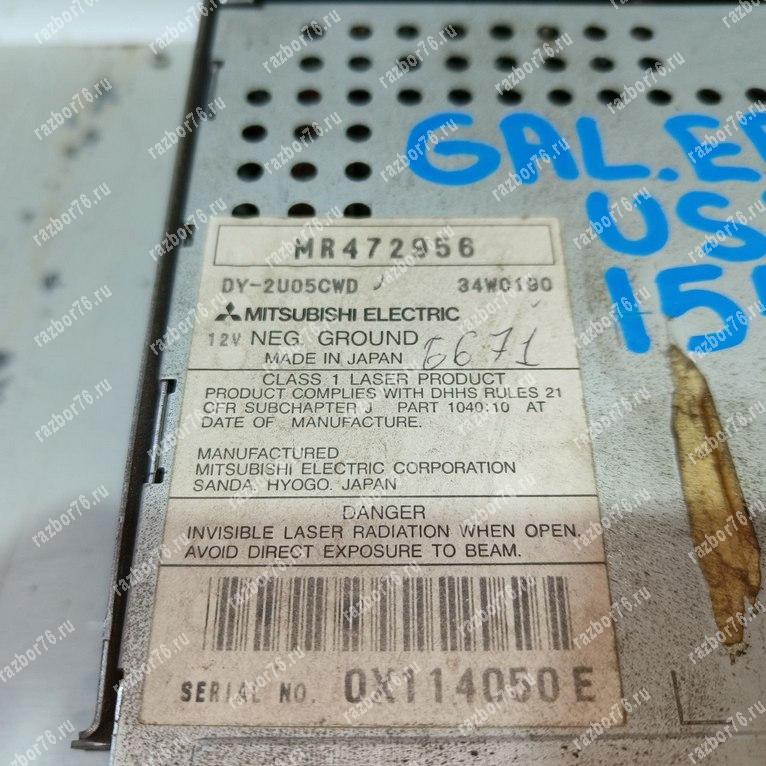 GAL.
US
15
MR472956
DY-2U05CWD 34W0190
MITSUBISHI ELECTRIC
12V NEG. GROUND
MADE IN JAPAN 6671
CLASS 1 LASER PRODUCT
PRODUCT COMPLIES WITH DHHS RULES 21
CFR SUBCHAPTER J PART 1040:10 AT
DATE OF MANUFACTURE.
MANUFACTURED
MITSUBISHI ELECTRIC CORPORATION
SANDA, HYOGO. JAPAN
DANGER
INVISIBLE LASER RADIATION WHEN OPEN.
AVOID DIRECT EXPOSURE TO BEAM.
SERIAL NO. 0X114050E
razbor76.ru